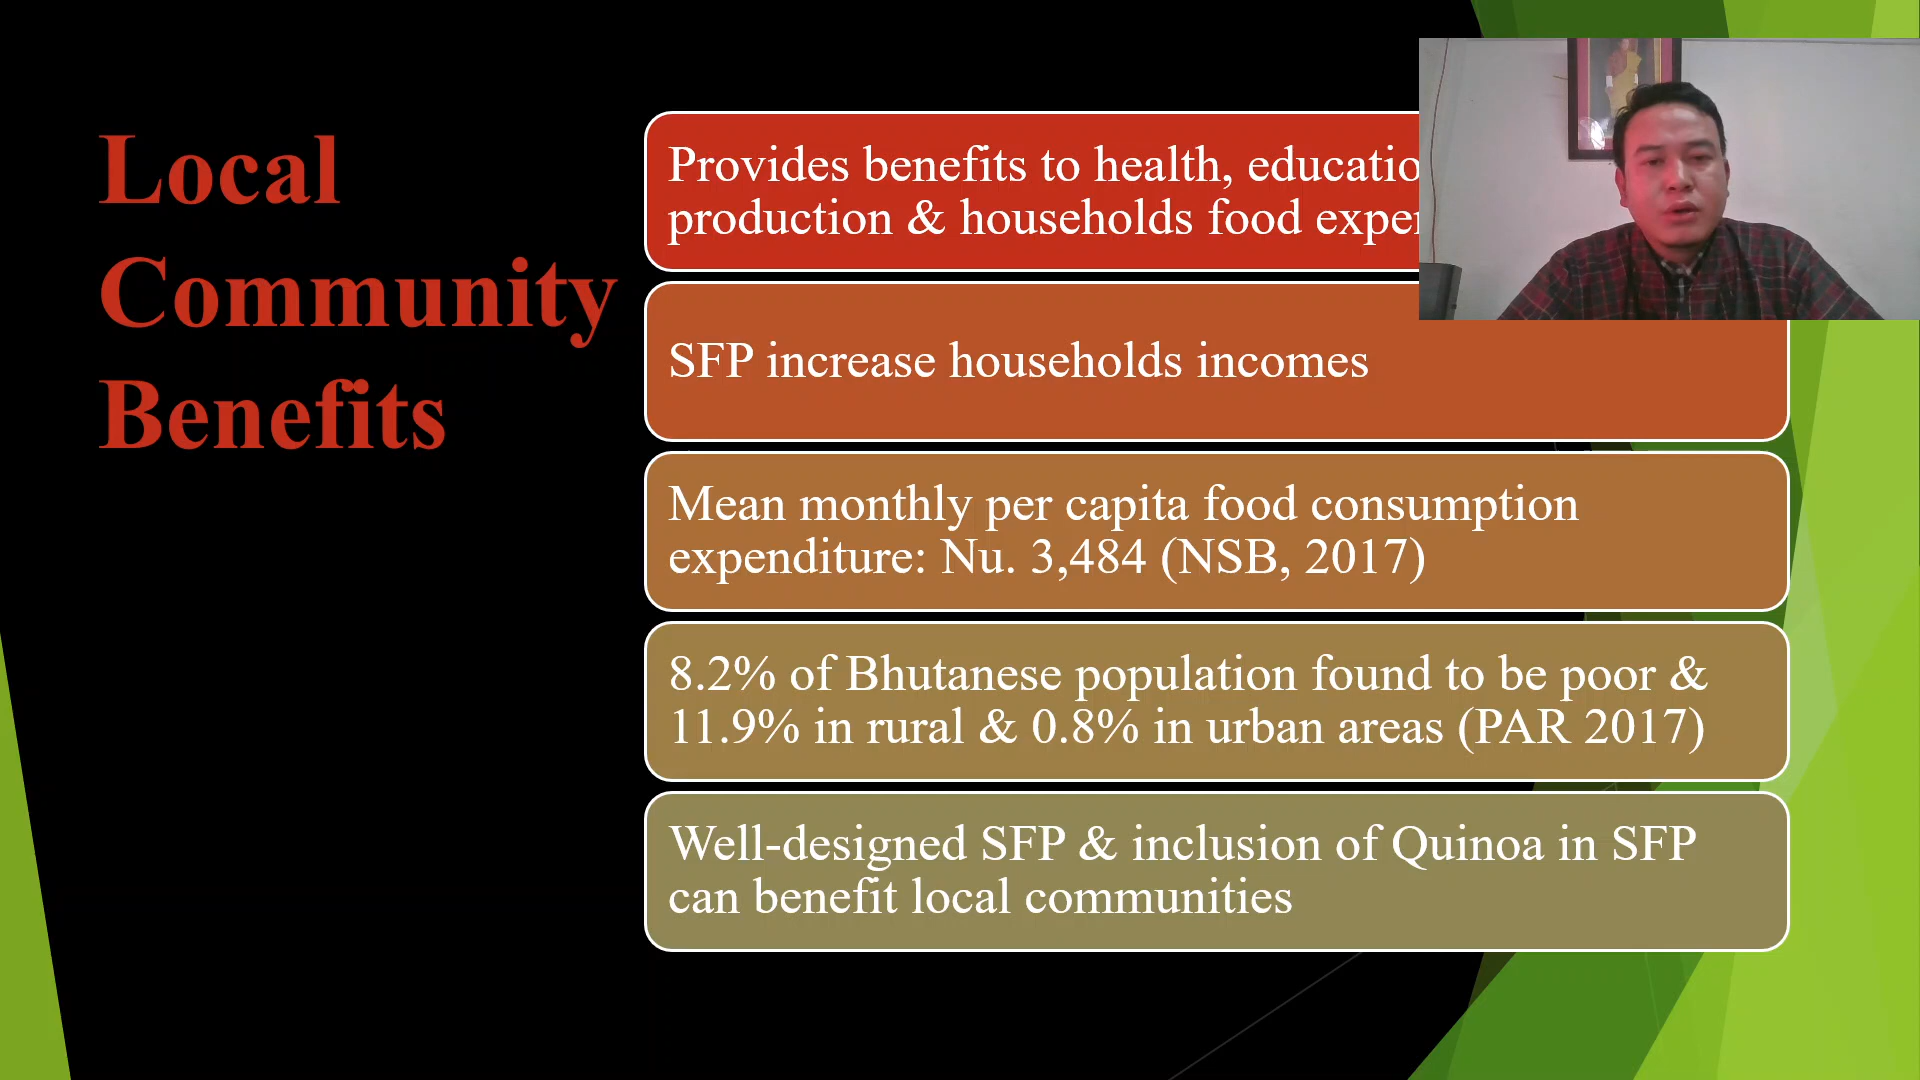 Local
Community
Benefits
Provides benefits to health,
production & households food
SFP increase households incomes
Mean monthly per capita food consumption
expenditure: Nu. 3,484 (NSB, 2017)
8.2% of Bhutanese population found to be poor &
11.9% in rural & 0.8% in urban areas (PAR 2017)
Well-designed SFP & inclusion of Quinoa in SFP
can benefit local communities